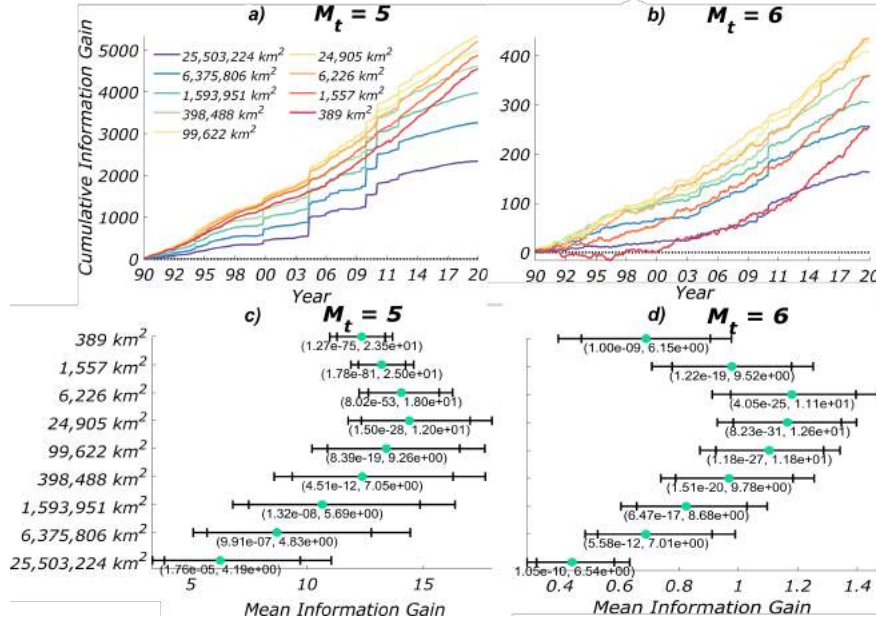 a) M_t = 5
Cumulative Information Gain
5000
4000
3000
2000
1000
0
25,503,224 km²
6,375,806 km²
1,593,951 km²
398,488 km²
99,622 km²
24,905 km²
6,226 km²
1,557 km²
389 km²
90 92 95 98 00 03 06 09 11 14 17 20
Year
b) M_t = 6
400
300
200
100
0
90 92 95 98 00 03 06 09 11 14 17 20
Year
c) M_t = 5
389 km²
(1.27e-75, 2.35e+01)
1,557 km²
(1.78e-81, 2.50e+01)
6,226 km²
(8.02e-53, 1.80e+01)
24,905 km²
(1.50e-28, 1.20e+01)
99,622 km²
(8.39e-19, 9.26e+00)
398,488 km²
(4.51e-12, 7.05e+00)
1,593,951 km²
(1.32e-08, 5.69e+00)
6,375,806 km²
(9.91e-07, 4.83e+00)
25,503,224 km²
(1.76e-05, 4.19e+00)
5 10 15
Mean Information Gain
d) M_t = 6
(1.00e-09, 6.15e+00)
(1.22e-19, 9.52e+00)
(4.05e-25, 1.11e+01)
(8.23e-31, 1.26e+01)
(1.18e-27, 1.18e+01)
(1.51e-20, 9.78e+00)
(6.47e-17, 8.68e+00)
(5.58e-12, 7.01e+00)
1.05e-10, 6.54e+00)
0.4 0.6 0.8 1 1.2 1.4
Mean Information Gain